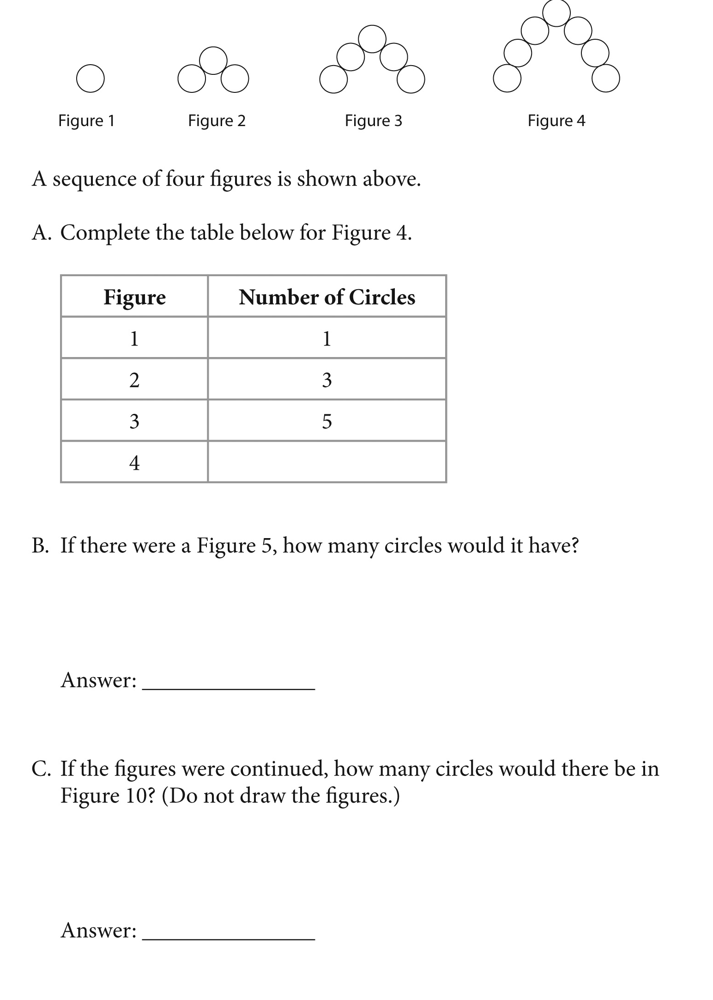 Figure 1 Figure 2 Figure 3 Figure 4
A sequence of four figures is shown above.
A. Complete the table below for Figure 4.
Figure Number of Circles
1 1
2 3
3 5
4
B. If there were a Figure 5, how many circles would it have?
Answer: _______________
C. If the figures were continued, how many circles would there be in
Figure 10? (Do not draw the figures.)
Answer: _______________